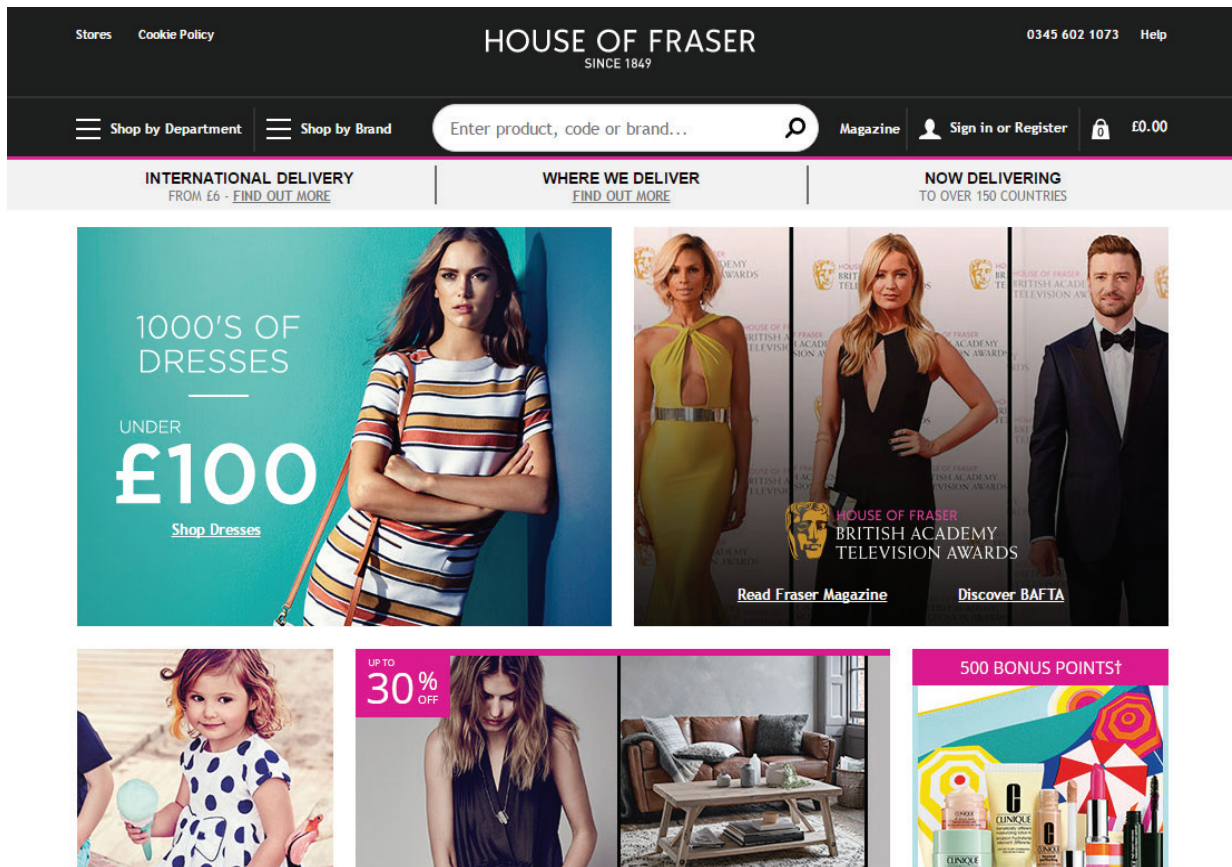 Stores Cookie Policy
HOUSE OF FRASER
SINCE 1849
0345 602 1073 Help
Shop by Department
Shop by Brand
Enter product, code or brand...
Magazine
Sign in or Register
0
£0.00
INTERNATIONAL DELIVERY
FROM £6 - FIND OUT MORE
WHERE WE DELIVER
FIND OUT MORE
NOW DELIVERING
TO OVER 150 COUNTRIES
1000'S OF
DRESSES
UNDER
£100
Shop Dresses
HOUSE OF FRASER
BRITISH ACADEMY
TELEVISION AWARDS
Read Fraser Magazine
Discover BAFTA
UP TO
30%
OFF
500 BONUS POINTS†
CLINIQUE
CLINIQUE
CLINIQUE
CLINIQUE